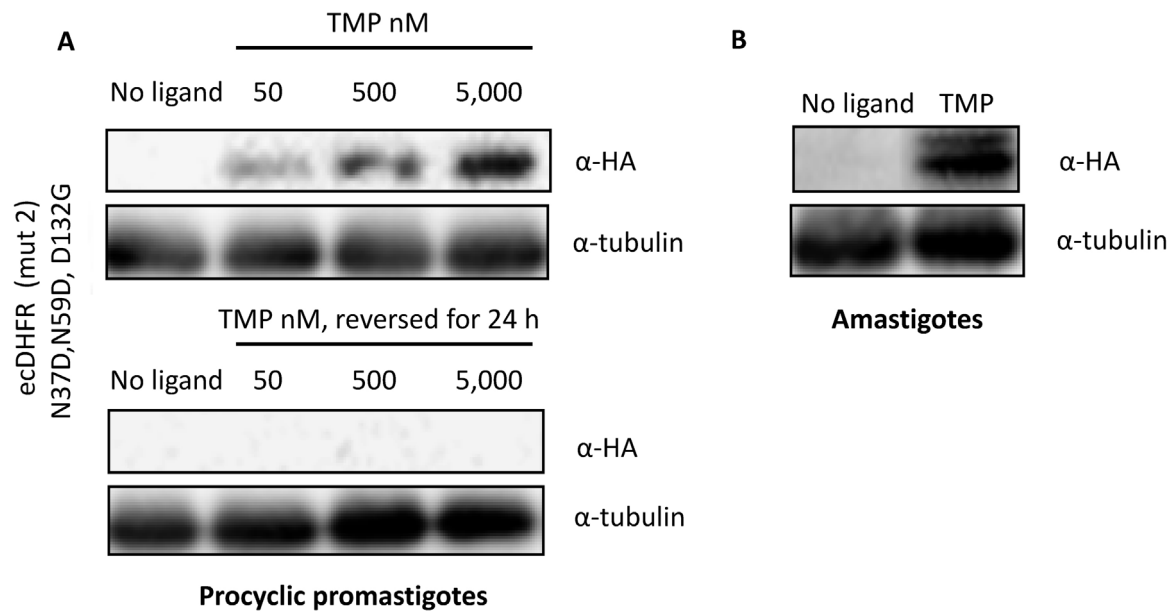 A
TMP nM
No ligand 50 500 5,000
α-HA
α-tubulin
TMP nM, reversed for 24 h
No ligand 50 500 5,000
α-HA
α-tubulin
Procyclic promastigotes
ecDHFR (mut 2)
N37D,N59D, D132G
B
No ligand TMP
α-HA
α-tubulin
Amastigotes